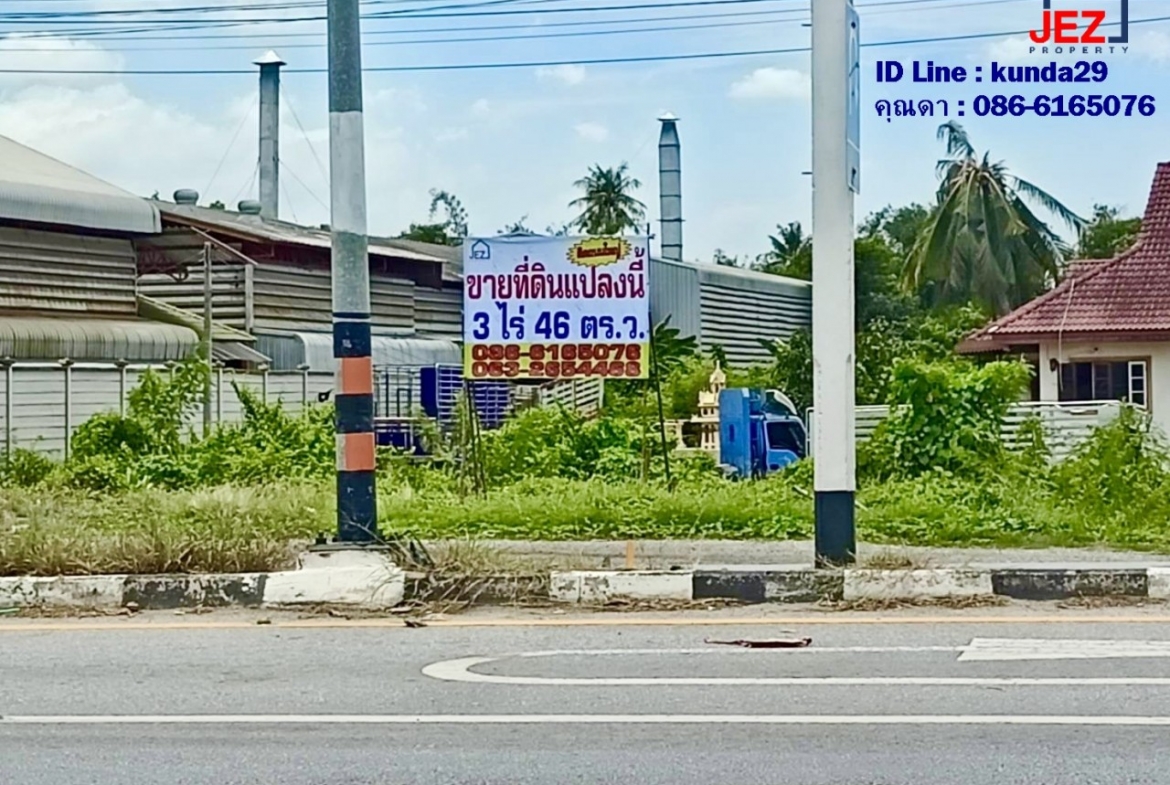 JEZ
PROPERTY
ID Line : kunda29
คุณดา : 086-6165076
JEZ
ขายที่ดินแปลงนี้
3 ไร่ 46 ตร.ว.
086-6165076